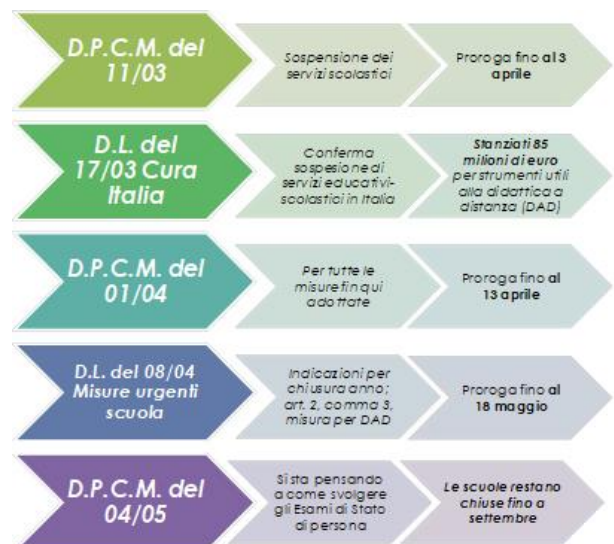 D.P.C.M. del
11/03
Sospensione dei
servizi scolastici
Proroga fino al 3
aprile
D.L. del
17/03 Cura
Italia
Conferma
sospesione di
servizi educativi-
scolastici in Italia
Stanziati 85
milioni di euro
per strumenti utili
alla didattica a
distanza (DAD)
D.P.C.M. del
01/04
Per tutte le
misure fin qui
adottate
Proroga fino al
13 aprile
D.L. del 08/04
Misure urgenti
scuola
Indicazioni per
chiusura anno;
art. 2, comma 3,
misura per DAD
Proroga fino al
18 maggio
D.P.C.M. del
04/05
Si sta pensando
a come svolgere
gli Esami di Stato
di persona
Le scuole restano
chiuse fino a
settembre